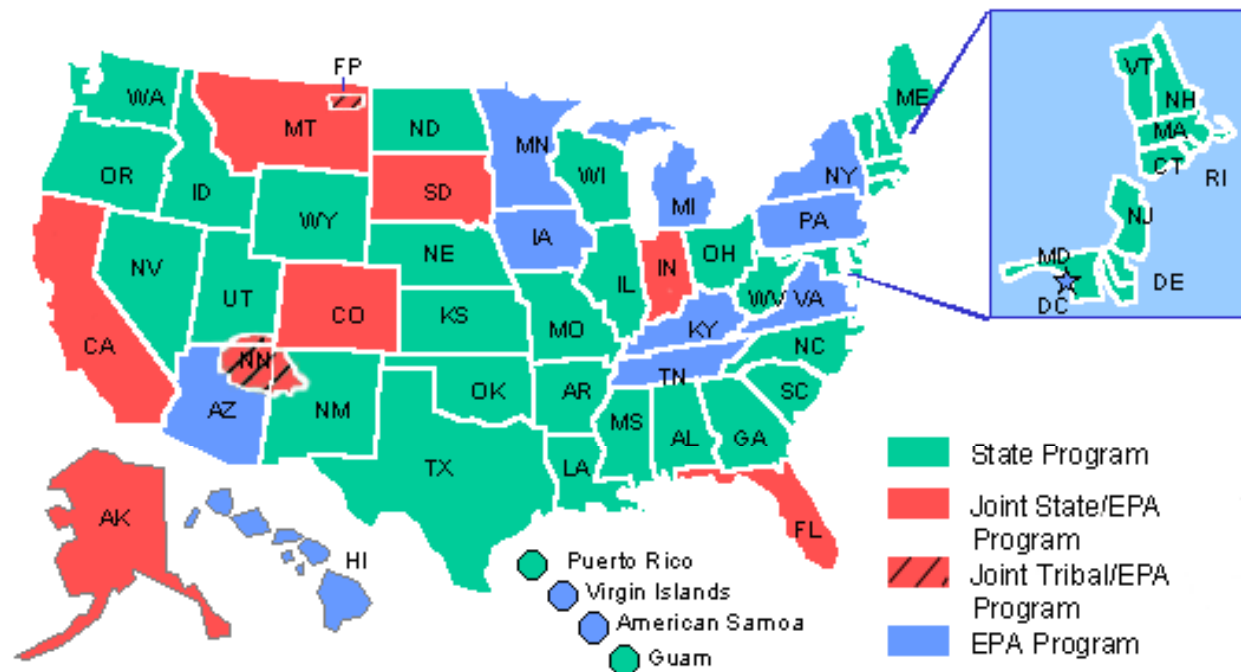 FP
WA
MT
ND
MN
ME
VT
NH
MA
CT
RI
OR
ID
SD
WI
NY
WY
MI
PA
NJ
IA
NE
OH
MD
NV
IL
IN
DE
UT
WV
VA
DC
CO
KS
MO
KY
CA
NN
NC
TN
OK
AR
SC
AZ
NM
MS
AL
GA
TX
LA
State Program
AK
FL
Joint State/EPA
Program
HI
Puerto Rico
Joint Tribal/EPA
Program
Virgin Islands
American Samoa
EPA Program
Guam